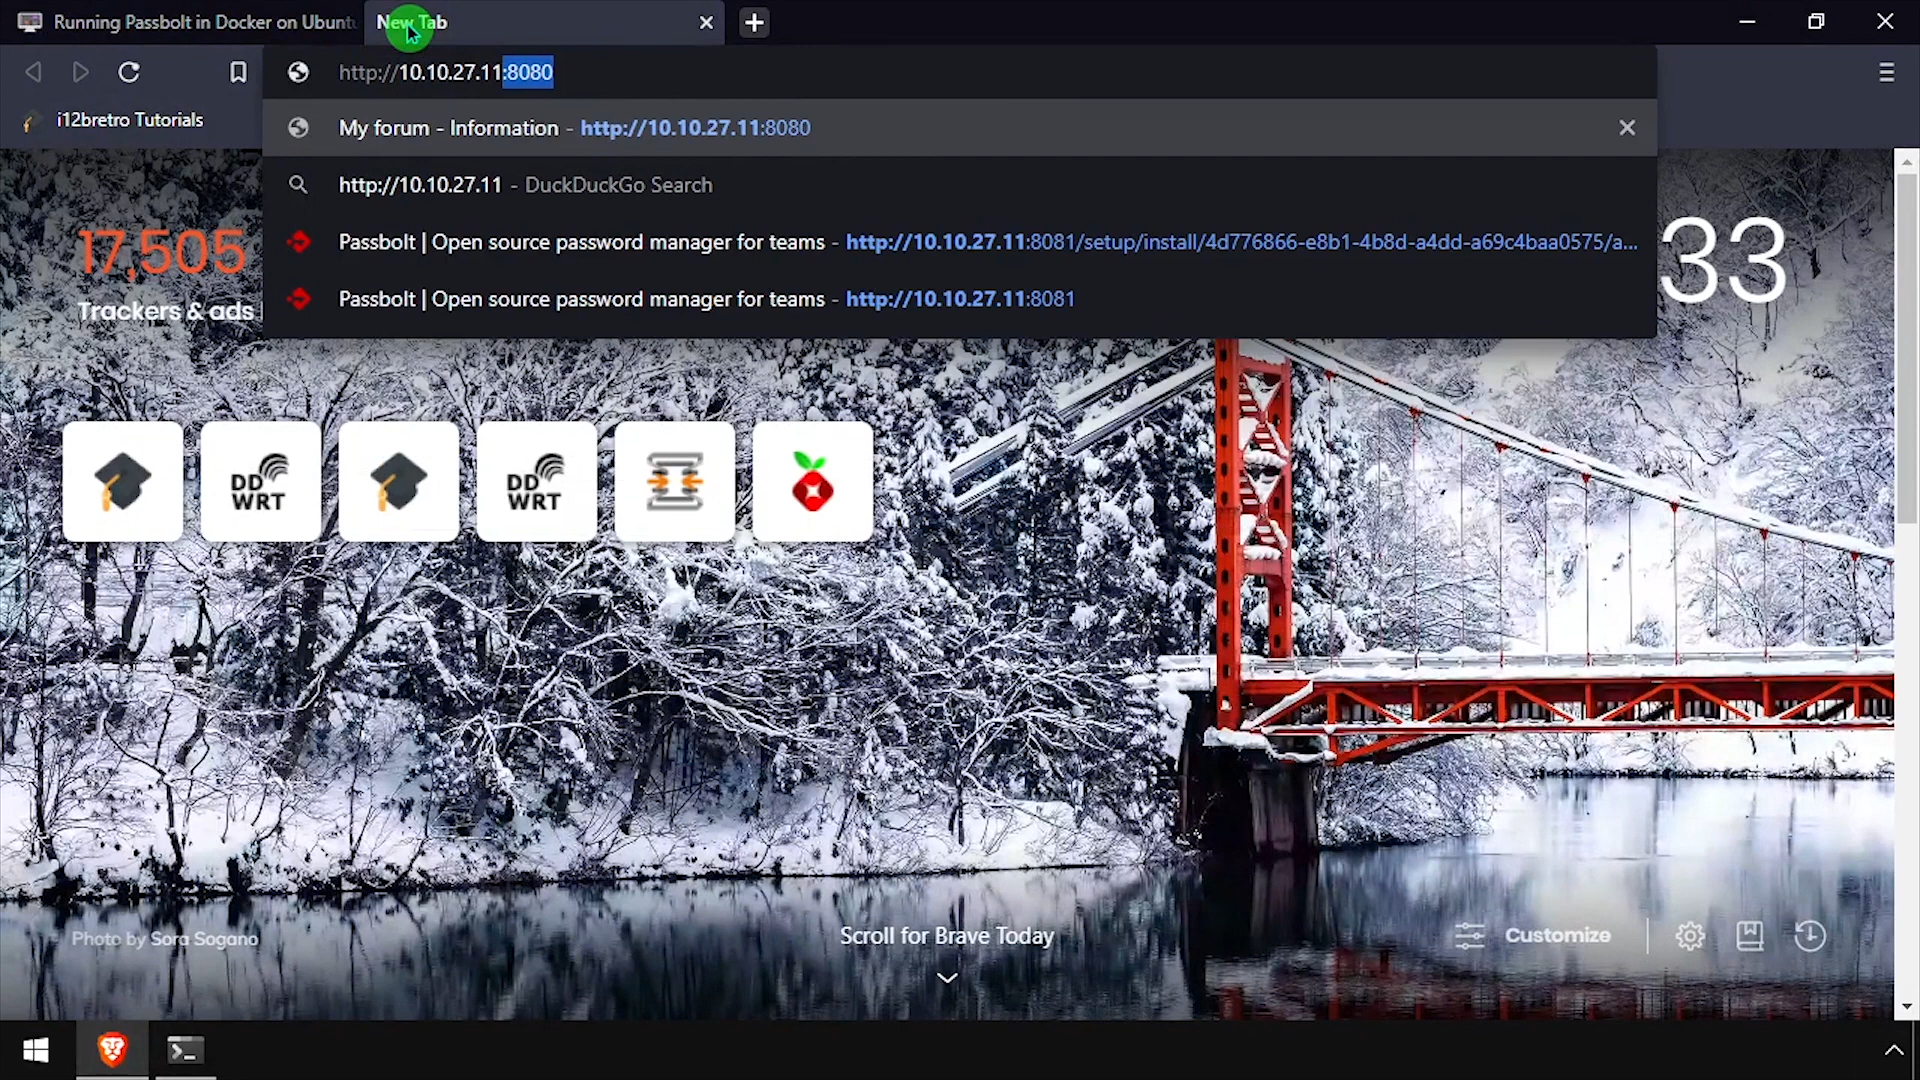 Running Passbolt in Docker on Ubunt
New Tab
http://10.10.27.11:8080
i12bretro Tutorials
My forum - Information - http://10.10.27.11:8080
http://10.10.27.11 - DuckDuckGo Search
Passbolt | Open source password manager for teams - http://10.10.27.11:8081/setup/install/4d776866-e8b1-4b8d-a4dd-a69c4baa0575/a...
Passbolt | Open source password manager for teams - http://10.10.27.11:8081
17,505
Trackers & ads
33
DD
WRT
DD
WRT
Photo by Sora Sogano
Scroll for Brave Today
Customize